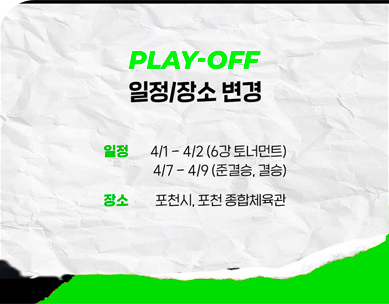 PLAY-OFF
일정/장소 변경
일정 4/1 - 4/2 (6강 토너먼트)
4/7 - 4/9 (준결승, 결승)
장소 포천시, 포천 종합체육관